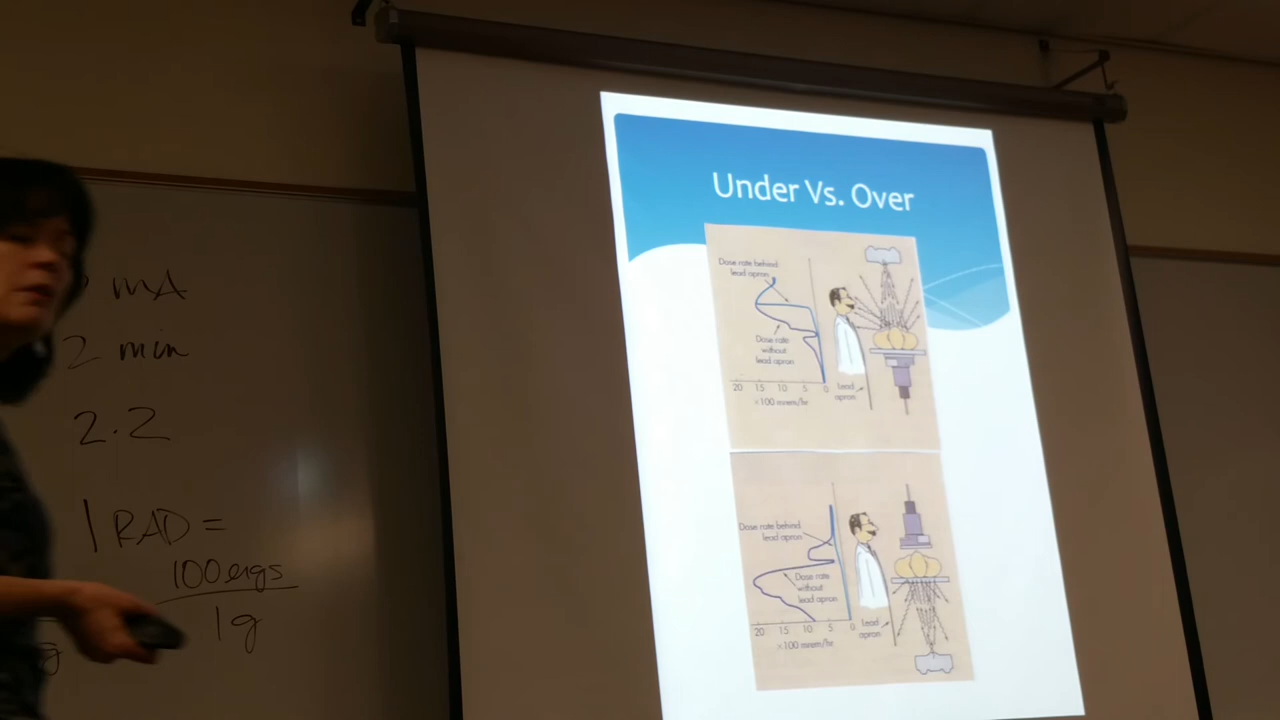 mA
2 min
2.2
1 RAD =
100 ergs
1g
g
Under Vs. Over
Dose rate behind
lead apron
Dose rate
without
lead apron
20 15 10 5 0
×100 mrem/hr
Lead
apron
Dose rate behind
lead apron
Dose rate
without
lead apron
20 15 10 5 0
×100 mrem/hr
Lead
apron